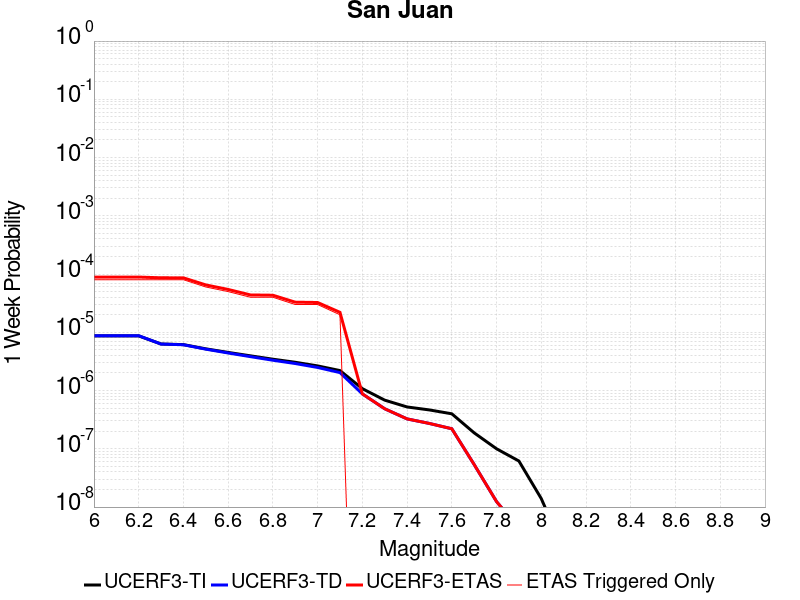 San Juan
10^0
10^-1
10^-2
10^-3
10^-4
10^-5
10^-6
10^-7
10^-8
1 Week Probability
6 6.2 6.4 6.6 6.8 7 7.2 7.4 7.6 7.8 8 8.2 8.4 8.6 8.8 9
Magnitude
UCERF3-TI UCERF3-TD UCERF3-ETAS ETAS Triggered Only